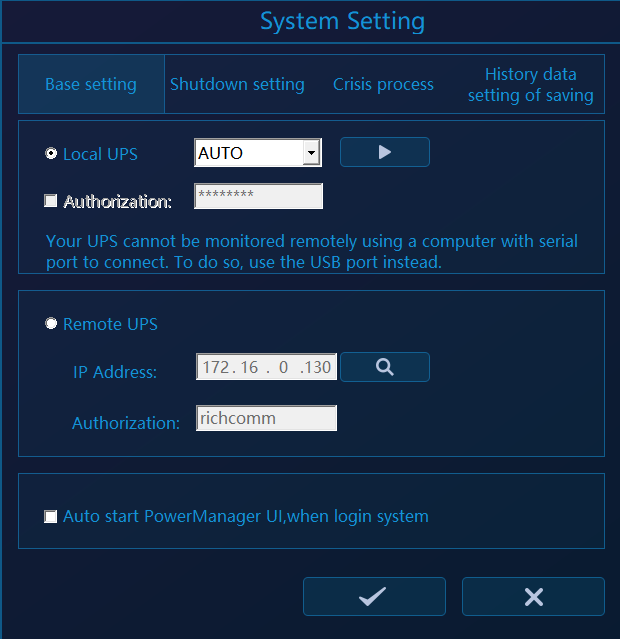 System Setting
Base setting
Shutdown setting
Crisis process
History data
setting of saving
Local UPS
AUTO
Authorization:
********
Your UPS cannot be monitored remotely using a computer with serial
port to connect. To do so, use the USB port instead.
Remote UPS
IP Address:
172 . 16 . 0 .130
Authorization:
richcomm
Auto start PowerManager UI,when login system